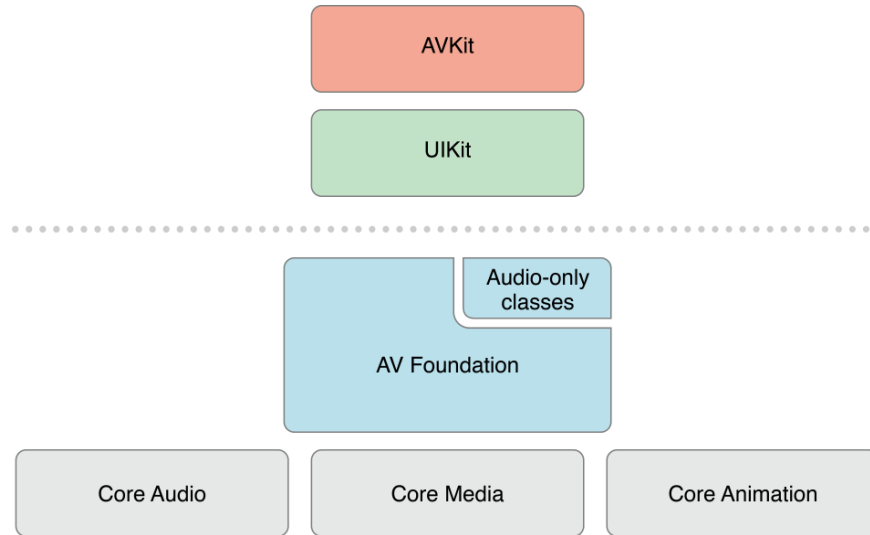 AVKit
UIKit
Audio-only
classes
AV Foundation
Core Audio
Core Media
Core Animation